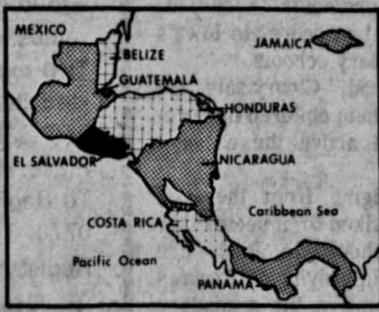 MEXICO
JAMAICA
BELIZE
GUATEMALA
HONDURAS
EL SALVADOR
NICARAGUA
COSTA RICA
Caribbean Sea
Pacific Ocean
PANAMA